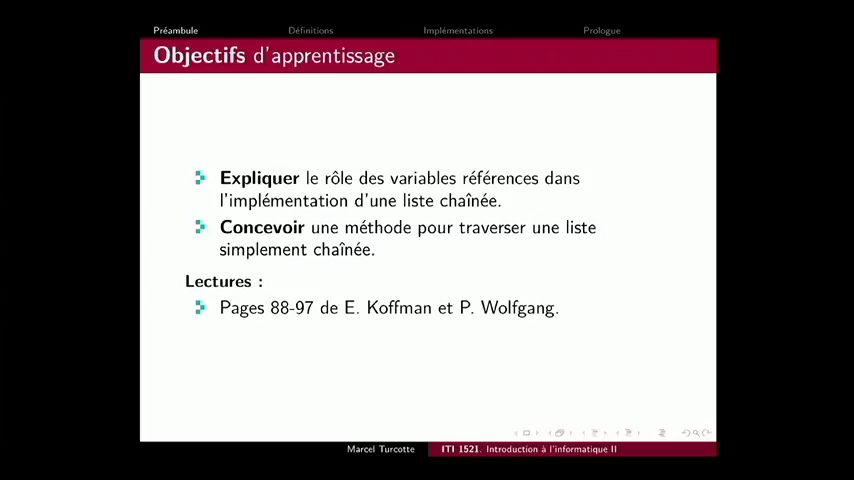 Préambule Définitions Implémentations Prologue
Objectifs d'apprentissage
Expliquer le rôle des variables références dans
l'implémentation d'une liste chaînée.
Concevoir une méthode pour traverser une liste
simplement chaînée.
Lectures :
Pages 88-97 de E. Koffman et P. Wolfgang.
Marcel Turcotte ITI 1521. Introduction à l'informatique II